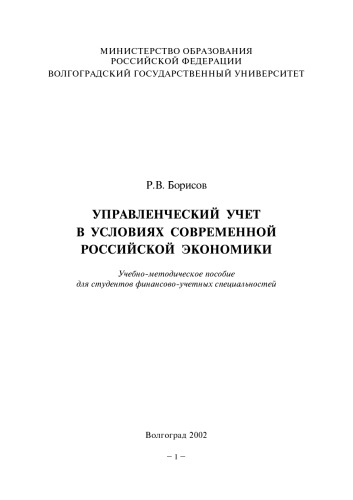 МИНИСТЕРСТВО ОБРАЗОВАНИЯ
РОССИЙСКОЙ ФЕДЕРАЦИИ
ВОЛГОГРАДСКИЙ ГОСУДАРСТВЕННЫЙ УНИВЕРСИТЕТ
Р.В. Борисов
УПРАВЛЕНЧЕСКИЙ УЧЕТ
В УСЛОВИЯХ СОВРЕМЕННОЙ
РОССИЙСКОЙ ЭКОНОМИКИ
Учебно-методическое пособие
для студентов финансово-учетных специальностей
Волгоград 2002
– 1 –